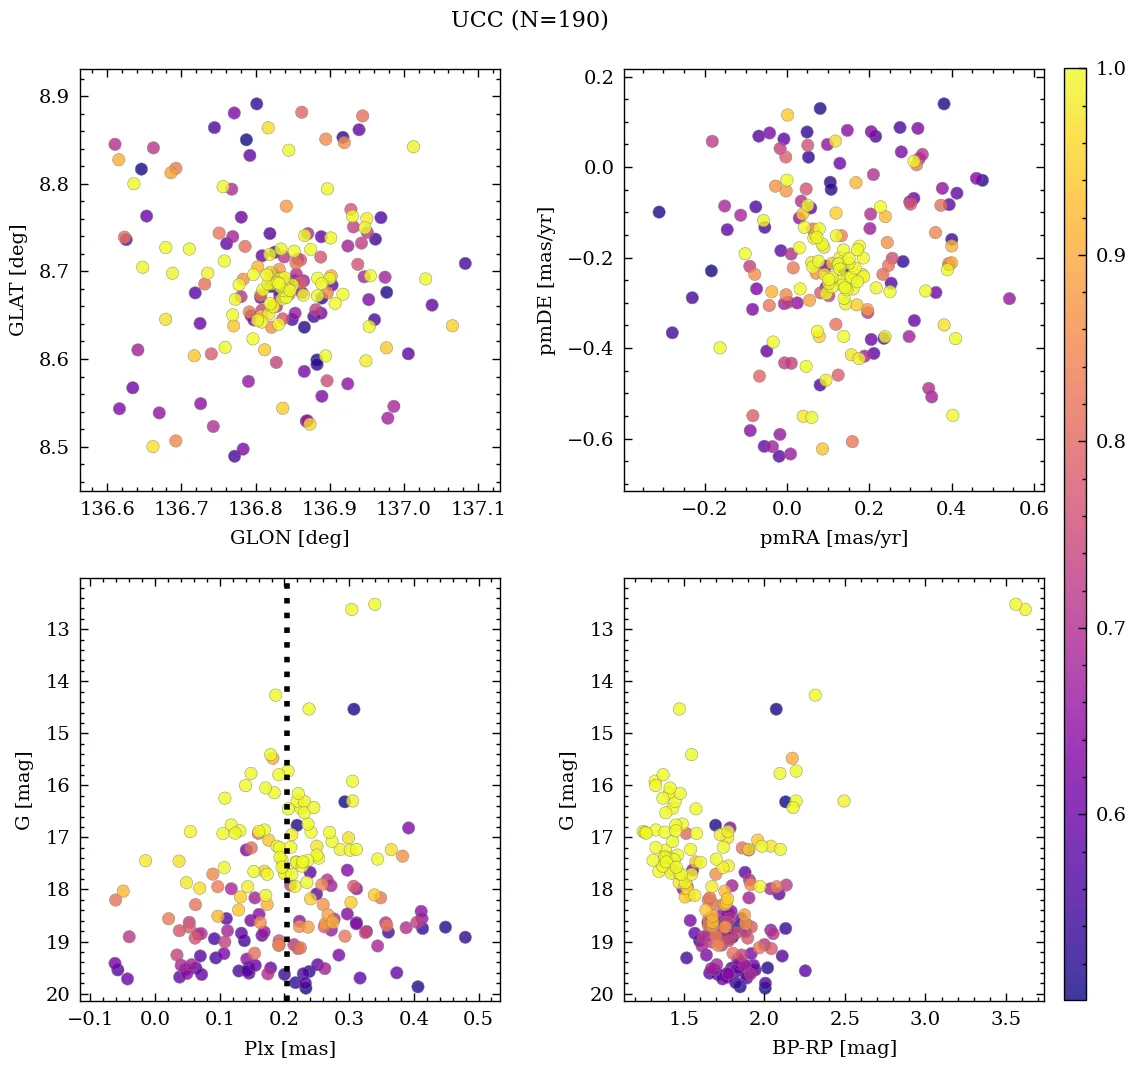 UCC (N=190)
8.9
8.8
8.7
8.6
8.5
GLAT [deg]
136.6 136.7 136.8 136.9 137.0 137.1
GLON [deg]
0.2
0.0
−0.2
−0.4
−0.6
pmDE [mas/yr]
−0.2 0.0 0.2 0.4 0.6
pmRA [mas/yr]
13
14
15
16
17
18
19
20
G [mag]
−0.1 0.0 0.1 0.2 0.3 0.4 0.5
Plx [mas]
13
14
15
16
17
18
19
20
G [mag]
1.5 2.0 2.5 3.0 3.5
BP-RP [mag]
1.0
0.9
0.8
0.7
0.6